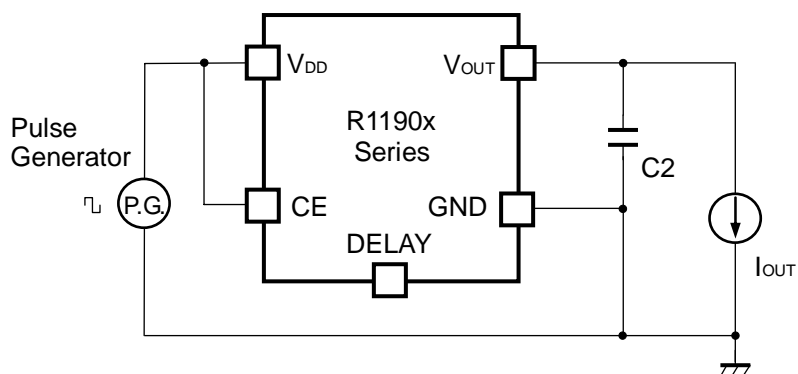 VDD
VOUT
R1190x
Series
Pulse
Generator
P.G.
CE
GND
C2
DELAY
IOUT